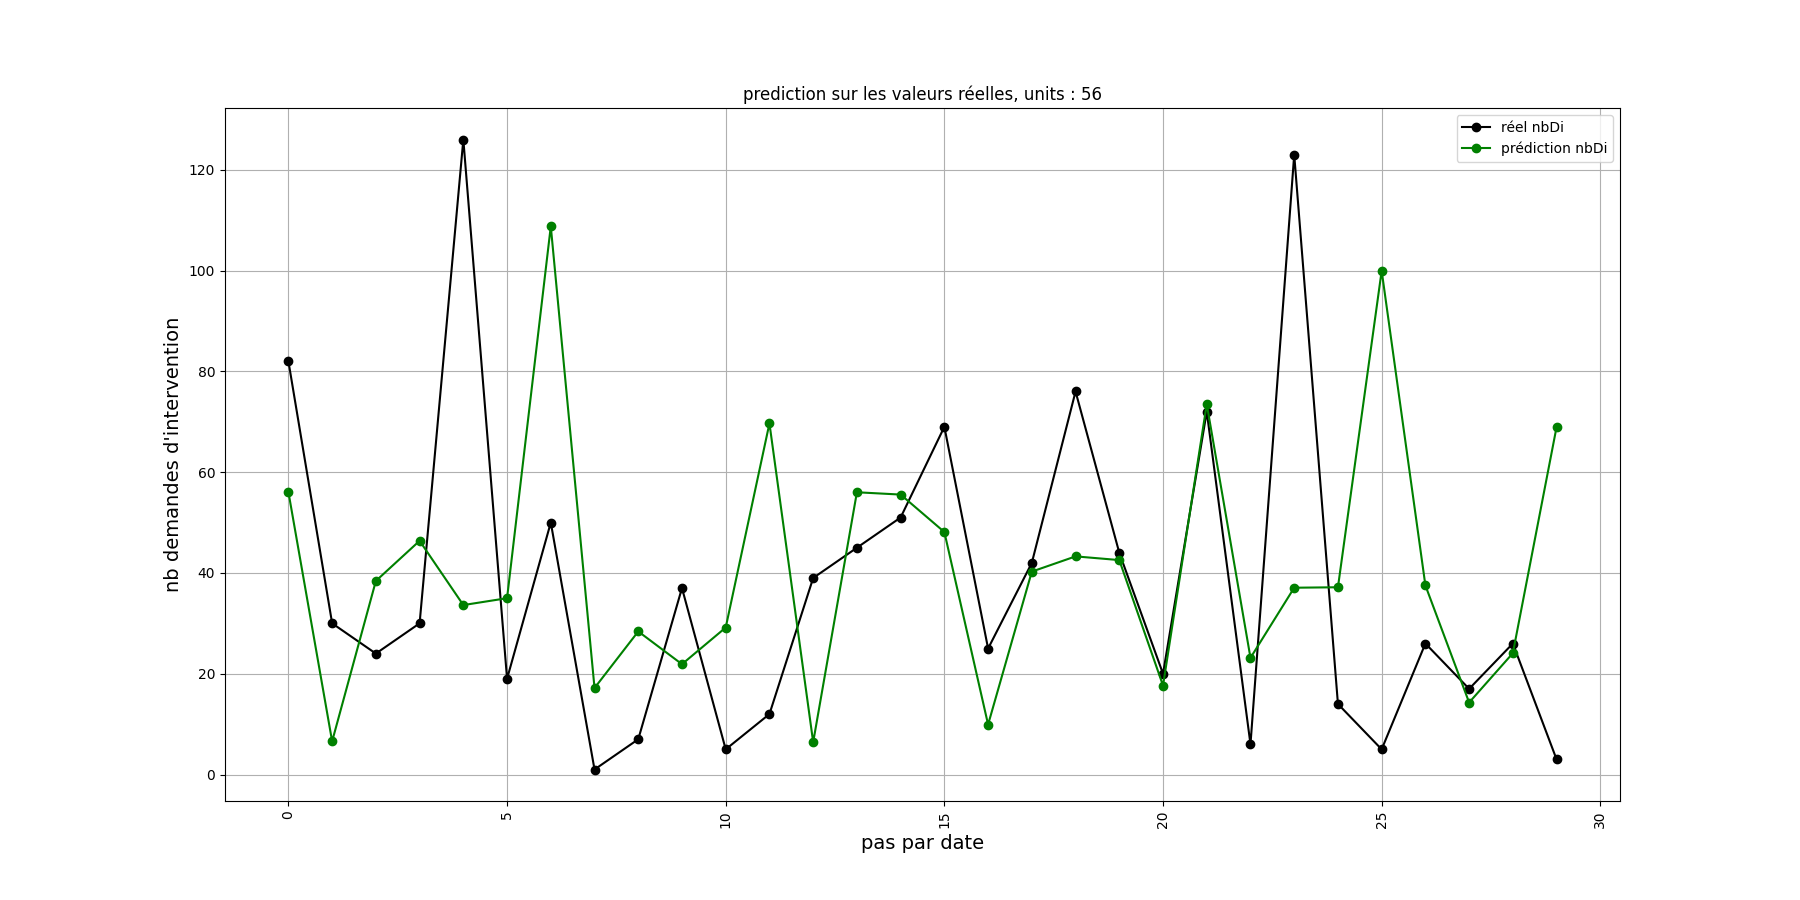 prediction sur les valeurs réelles, units : 56
réel nbDi
prédiction nbDi
nb demandes d'intervention
120
100
80
60
40
20
0
0 5 10 15 20 25 30
pas par date